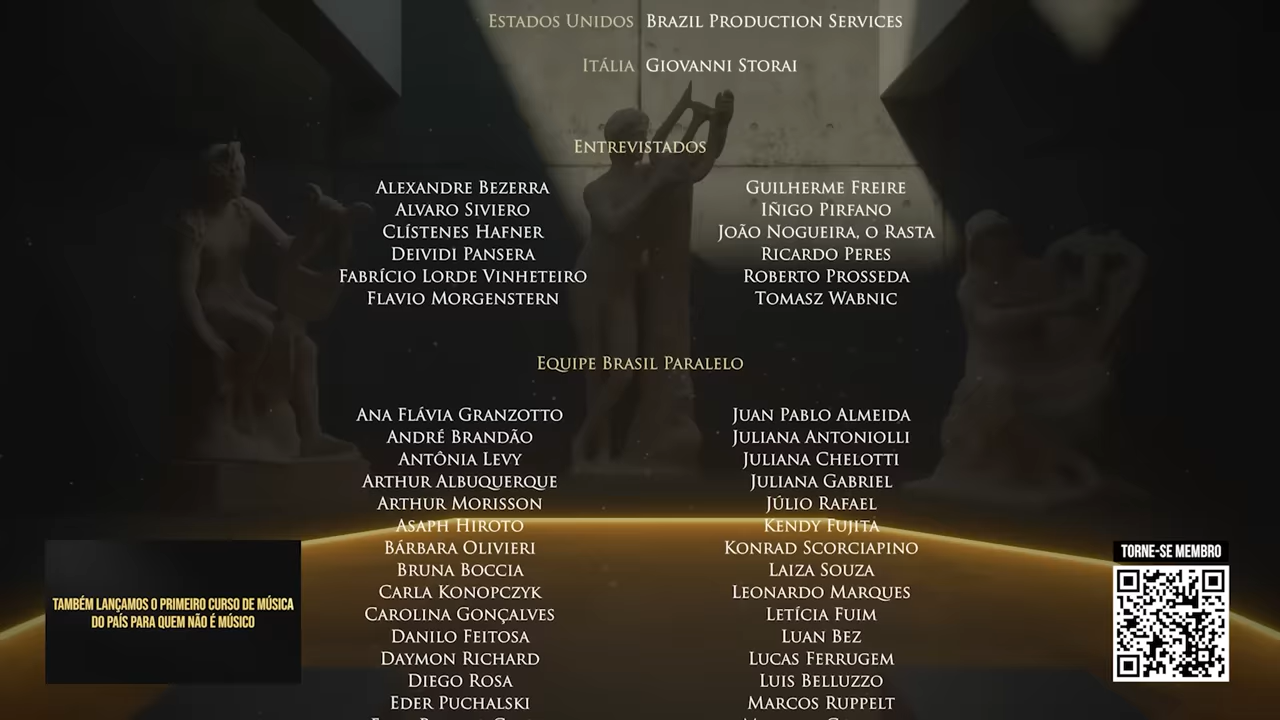 Estados Unidos Brazil Production Services
Itália Giovanni Storai
Entrevistados
Alexandre Bezerra
Alvaro Siviero
Clístenes Hafner
Deividi Pansera
Fabrício Lorde Vinheteiro
Flavio Morgenstern
Guilherme Freire
Iñigo Pirfano
João Nogueira, o Rasta
Ricardo Peres
Roberto Prosseda
Tomasz Wabnic
Equipe Brasil Paralelo
Ana Flávia Granzotto
André Brandão
Antônia Levy
Arthur Albuquerque
Arthur Morisson
Asaph Hiroto
Bárbara Olivieri
Bruna Boccia
Carla Konopczyk
Carolina Gonçalves
Danilo Feitosa
Daymon Richard
Diego Rosa
Eder Puchalski
Juan Pablo Almeida
Juliana Antoniolli
Juliana Chelotti
Juliana Gabriel
Júlio Rafael
Kendy Fujita
Konrad Scorciapino
Laiza Souza
Leonardo Marques
Letícia Fuim
Luan Bez
Lucas Ferrugem
Luis Belluzzo
Marcos Ruppelt
TAMBÉM LANÇAMOS O PRIMEIRO CURSO DE MÚSICA
DO PAÍS PARA QUEM NÃO É MÚSICO
TORNE-SE MEMBRO